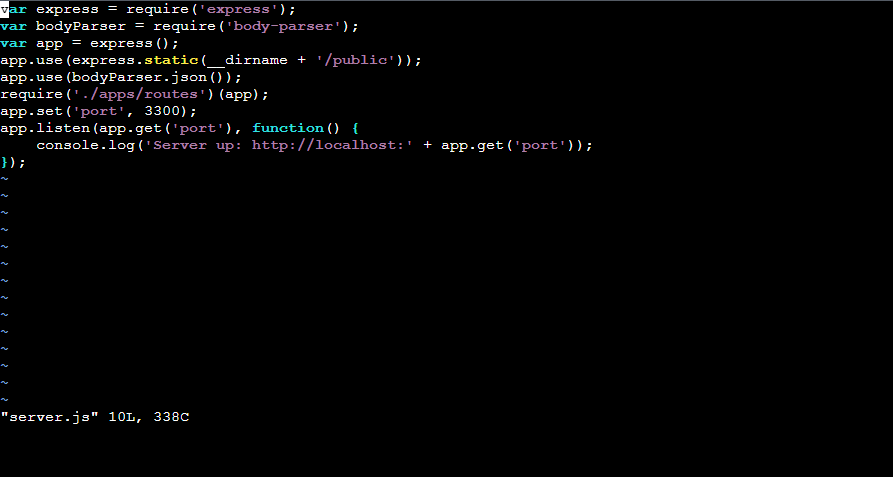 var express = require('express');
var bodyParser = require('body-parser');
var app = express();
app.use(express.static(__dirname + '/public'));
app.use(bodyParser.json());
require('./apps/routes')(app);
app.set('port', 3300);
app.listen(app.get('port'), function() {
    console.log('Server up: http://localhost:' + app.get('port'));
});
~
~
~
~
~
~
~
~
~
~
~
~
~
~
"server.js" 10L, 338C